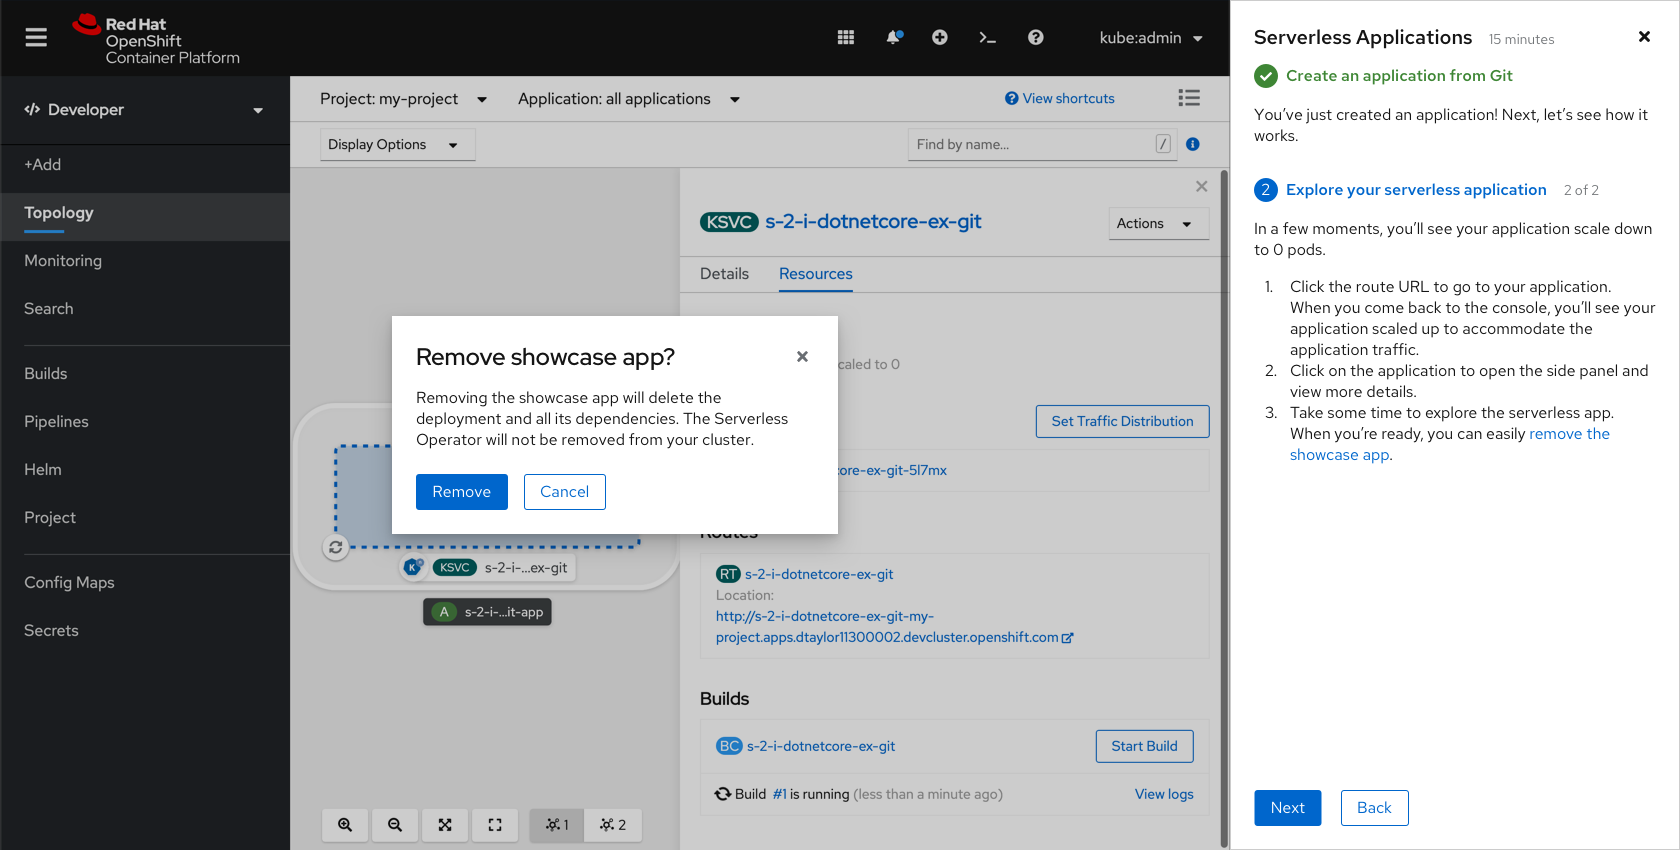 Red Hat
OpenShift
Container Platform
kube:admin
Developer
+Add
Topology
Monitoring
Search
Builds
Pipelines
Helm
Project
Config Maps
Secrets
Project: my-project
Application: all applications
View shortcuts
Display Options
Find by name...
/
KSVC s-2-i-dotnetcore-ex-git
Actions
Details
Resources
caled to 0
Set Traffic Distribution
ore-ex-git-5l7mx
Routes
RT s-2-i-dotnetcore-ex-git
Location:
http://s-2-i-dotnetcore-ex-git-my-
project.apps.dtaylor11300002.devcluster.openshift.com
Builds
BC s-2-i-dotnetcore-ex-git
Start Build
Build #1 is running (less than a minute ago)
View logs
Remove showcase app?
Removing the showcase app will delete the
deployment and all its dependencies. The Serverless
Operator will not be removed from your cluster.
Remove
Cancel
K
KSVC s-2-i-...ex-git
A s-2-i-...it-app
1
2
Serverless Applications 15 minutes
Create an application from Git
You've just created an application! Next, let's see how it
works.
2 Explore your serverless application 2 of 2
In a few moments, you'll see your application scale down
to 0 pods.
1. Click the route URL to go to your application.
When you come back to the console, you'll see your
application scaled up to accommodate the
application traffic.
2. Click on the application to open the side panel and
view more details.
3. Take some time to explore the serverless app.
When you're ready, you can easily remove the
showcase app.
Next
Back